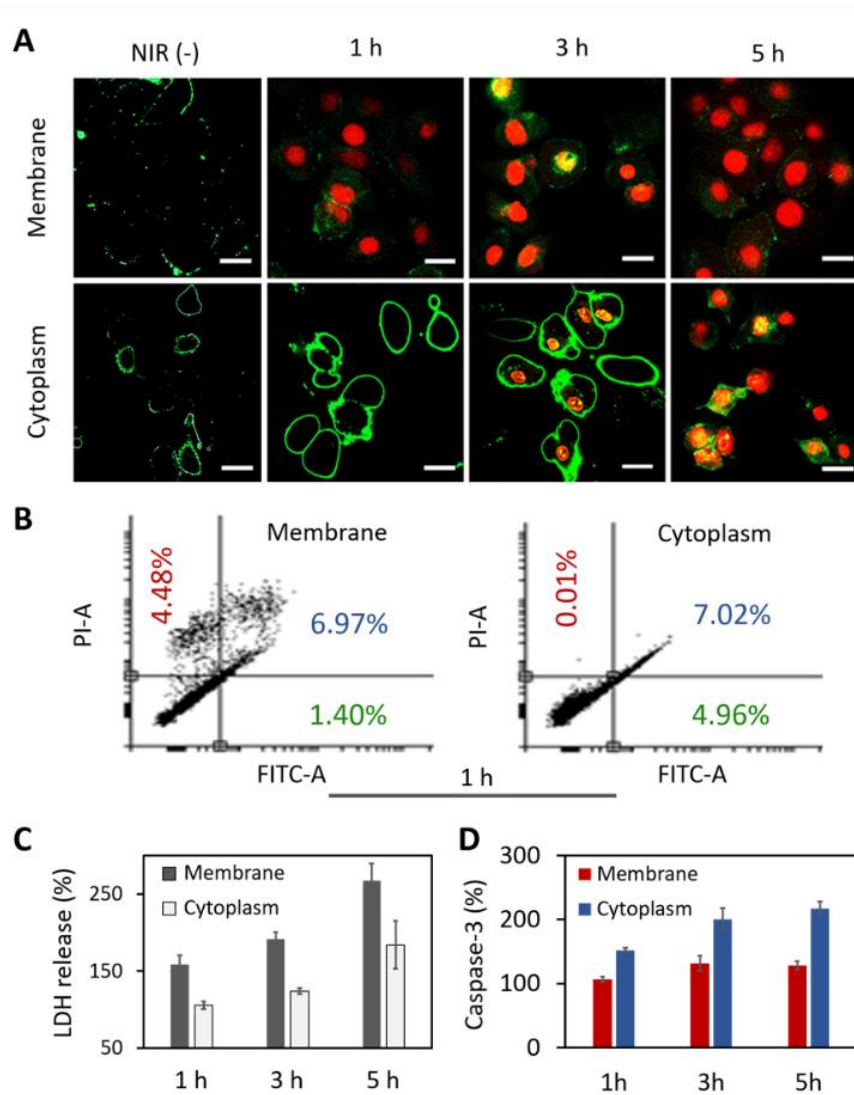 A
NIR (-)
1 h
3 h
5 h
Membrane
Cytoplasm
B
Membrane
4.48%
6.97%
1.40%
PI-A
FITC-A
Cytoplasm
0.01%
7.02%
4.96%
PI-A
FITC-A
1 h
C
LDH release (%)
250
150
50
Membrane
Cytoplasm
1 h
3 h
5 h
D
Caspase-3 (%)
300
200
100
0
Membrane
Cytoplasm
1h
3h
5h